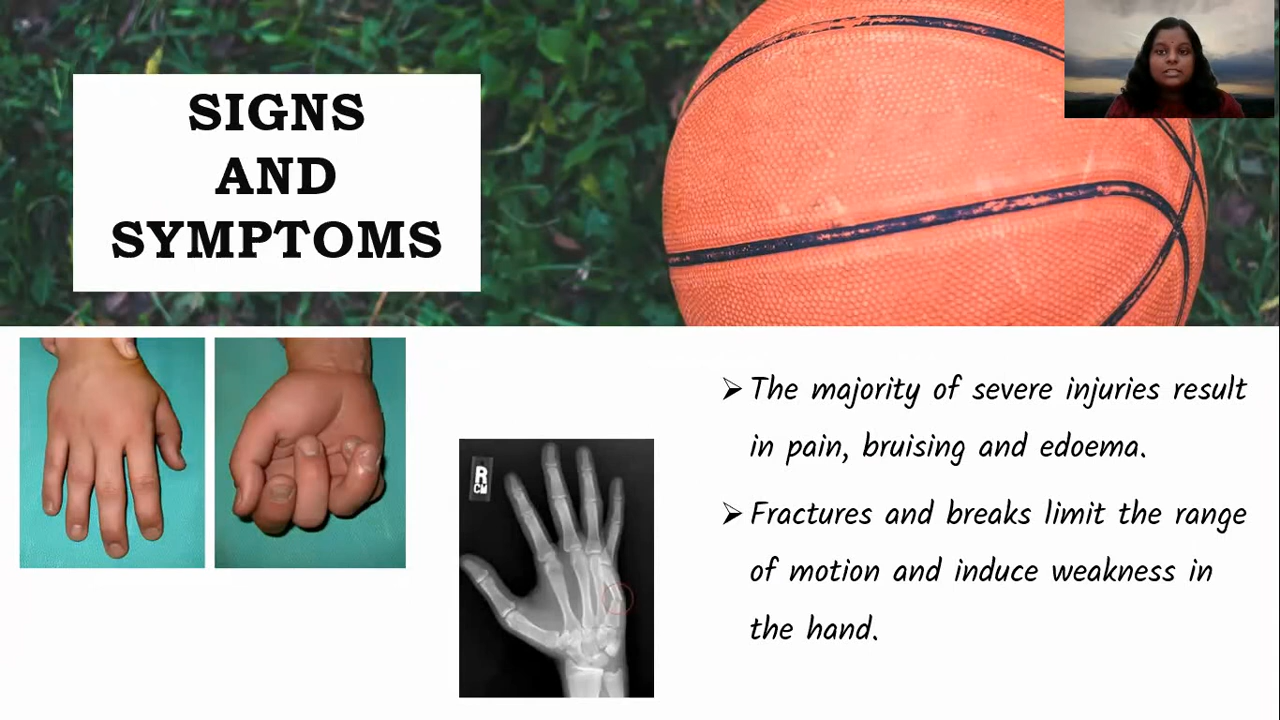 SIGNS
AND
SYMPTOMS
➢ The majority of severe injuries result
in pain, bruising and edoema.
➢ Fractures and breaks limit the range
of motion and induce weakness in
the hand.
R
CM